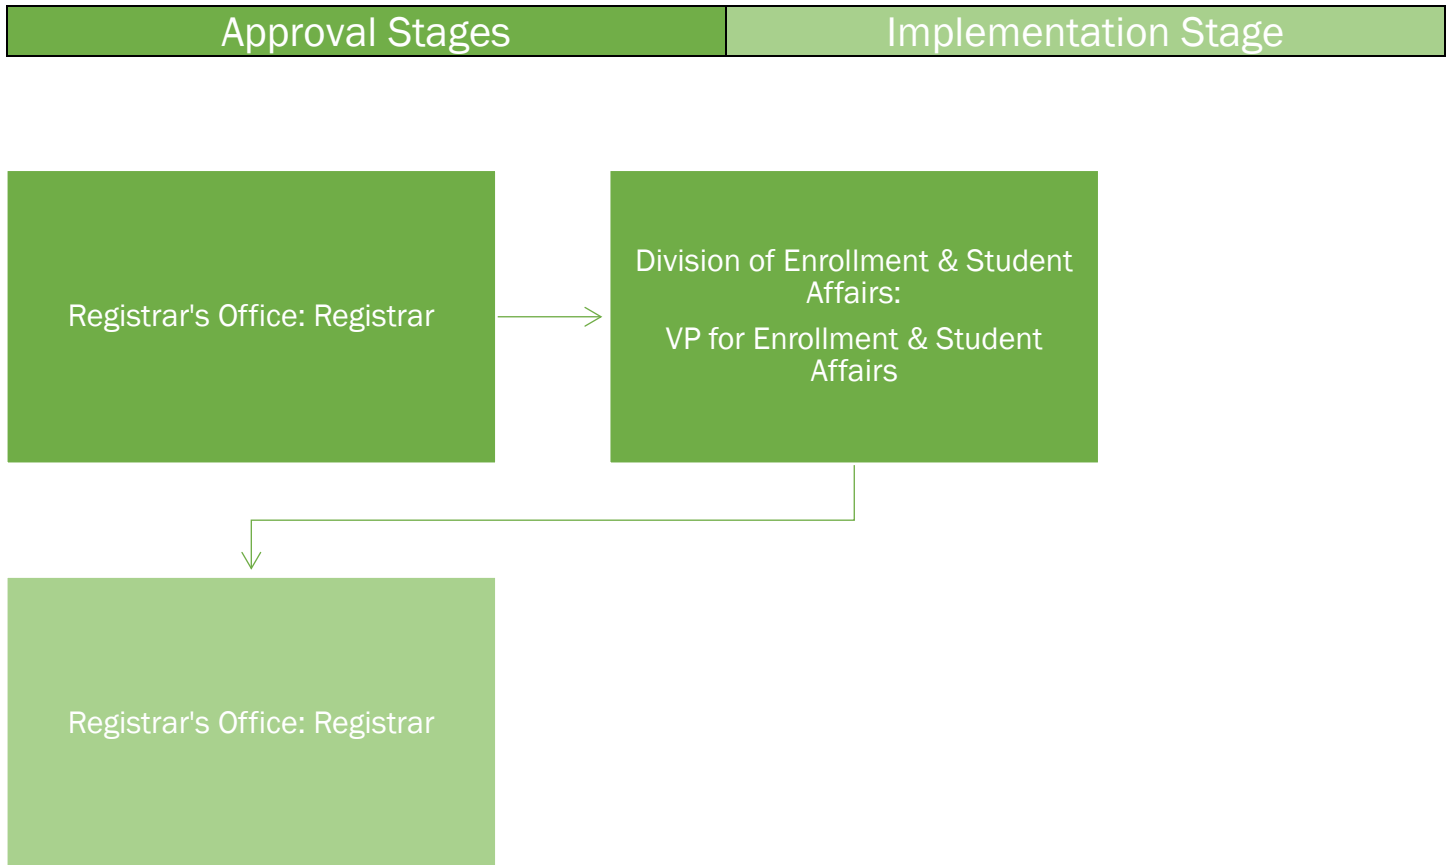 Approval Stages
Implementation Stage
Registrar's Office: Registrar
Division of Enrollment & Student
Affairs:
VP for Enrollment & Student
Affairs
Registrar's Office: Registrar